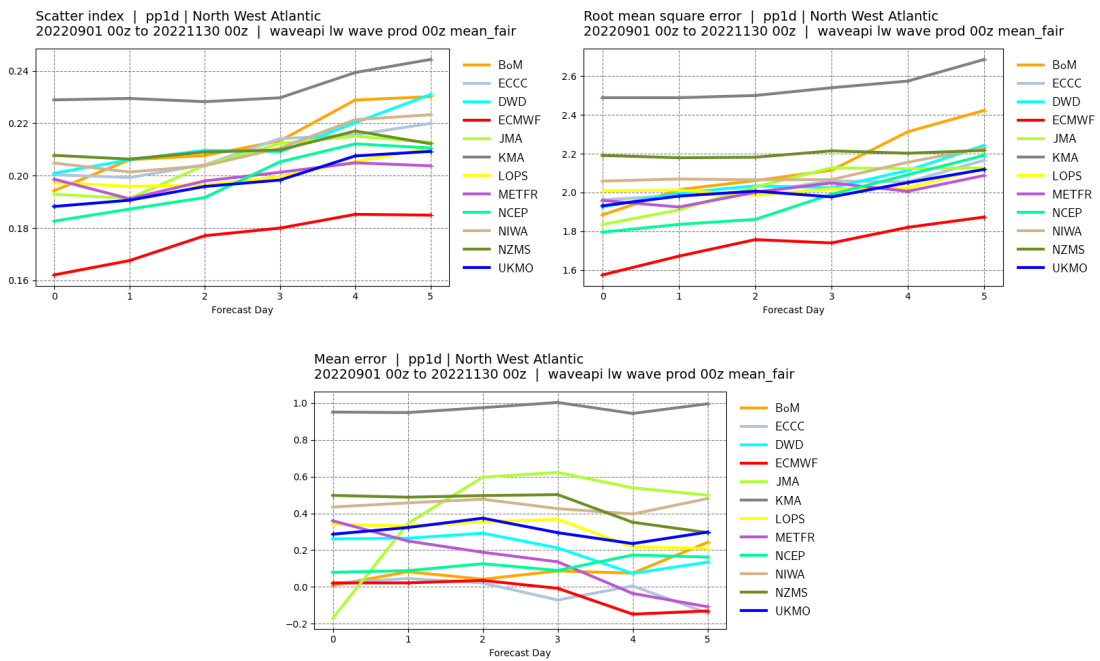 Scatter index | pp1d | North West Atlantic
20220901 00z to 20221130 00z | waveapi lw wave prod 00z mean_fair
0.24
0.22
0.20
0.18
0.16
0 1 2 3 4 5
Forecast Day
BoM
ECCC
DWD
ECMWF
JMA
KMA
LOPS
METFR
NCEP
NIWA
NZMS
UKMO
Root mean square error | pp1d | North West Atlantic
20220901 00z to 20221130 00z | waveapi lw wave prod 00z mean_fair
2.6
2.4
2.2
2.0
1.8
1.6
0 1 2 3 4 5
Forecast Day
BoM
ECCC
DWD
ECMWF
JMA
KMA
LOPS
METFR
NCEP
NIWA
NZMS
UKMO
Mean error | pp1d | North West Atlantic
20220901 00z to 20221130 00z | waveapi lw wave prod 00z mean_fair
1.0
0.8
0.6
0.4
0.2
0.0
−0.2
0 1 2 3 4 5
Forecast Day
BoM
ECCC
DWD
ECMWF
JMA
KMA
LOPS
METFR
NCEP
NIWA
NZMS
UKMO